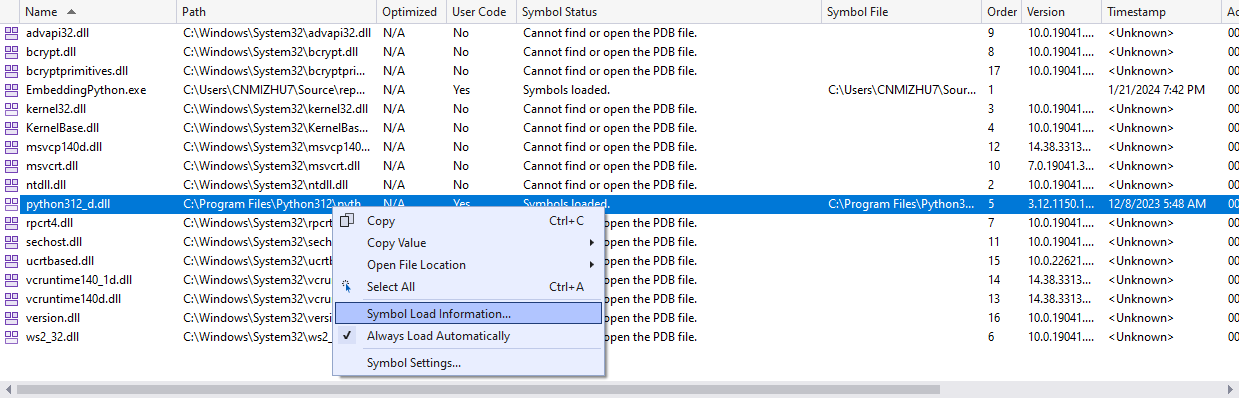 Name Path Optimized User Code Symbol Status Symbol File Order Version Timestamp Ad
advapi32.dll C:\Windows\System32\advapi32.dll N/A No Cannot find or open the PDB file. 9 10.0.19041.... <Unknown> 00
bcrypt.dll C:\Windows\System32\bcrypt.dll N/A No Cannot find or open the PDB file. 8 10.0.19041.... <Unknown> 00
bcryptprimitives.dll C:\Windows\System32\bcryptpri... N/A No Cannot find or open the PDB file. 17 10.0.19041.... <Unknown> 00
EmbeddingPython.exe C:\Users\CNMIZHU7\Source\rep... N/A Yes Symbols loaded. C:\Users\CNMIZHU7\Sour... 1 1/21/2024 7:42 PM 00
kernel32.dll C:\Windows\System32\kernel32.dll N/A No Cannot find or open the PDB file. 3 10.0.19041.... <Unknown> 00
KernelBase.dll C:\Windows\System32\KernelBas... N/A No Cannot find or open the PDB file. 4 10.0.19041.... <Unknown> 00
msvcp140d.dll C:\Windows\System32\msvcp140... N/A No Cannot find or open the PDB file. 12 14.38.3313... <Unknown> 00
msvcrt.dll C:\Windows\System32\msvcrt.dll N/A No Cannot find or open the PDB file. 10 7.0.19041.3... <Unknown> 00
ntdll.dll C:\Windows\System32\ntdll.dll N/A No Cannot find or open the PDB file. 2 10.0.19041.... <Unknown> 00
python312_d.dll C:\Program Files\Python312\pyth... N/A Yes Symbols loaded. C:\Program Files\Python3... 5 3.12.1150.1... 12/8/2023 5:48 AM 00
rpcrt4.dll C:\Windows\System32\rpcrt open the PDB file. 7 10.0.19041.... <Unknown> 00
sechost.dll C:\Windows\System32\sech open the PDB file. 11 10.0.19041.... <Unknown> 00
ucrtbased.dll C:\Windows\System32\ucrtb open the PDB file. 15 10.0.22621.... <Unknown> 00
vcruntime140_1d.dll C:\Windows\System32\vcru open the PDB file. 14 14.38.3313... <Unknown> 00
vcruntime140d.dll C:\Windows\System32\vcru open the PDB file. 13 14.38.3313... <Unknown> 00
version.dll C:\Windows\System32\versi open the PDB file. 16 10.0.19041.... <Unknown> 00
ws2_32.dll C:\Windows\System32\ws2_ open the PDB file. 6 10.0.19041.... <Unknown> 00
Copy Ctrl+C
Copy Value
Open File Location
Select All Ctrl+A
Symbol Load Information...
Always Load Automatically
Symbol Settings...